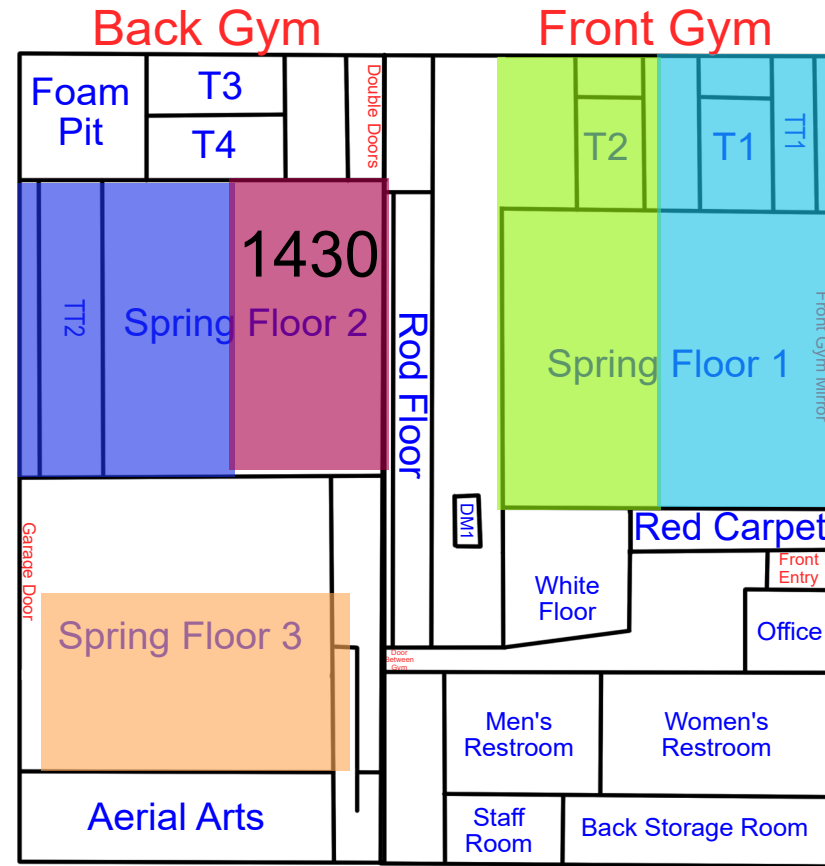 Back Gym
Front Gym
Foam
Pit
T3
T4
Double Doors
T2
T1
TT1
1430
TT2
Spring Floor 2
Rod Floor
Spring Floor 1
Front Gym Mirror
DM1
Red Carpet
Garage Door
White
Floor
Front
Entry
Office
Spring Floor 3
Door
Between
Gym
Men's
Restroom
Women's
Restroom
Aerial Arts
Staff
Room
Back Storage Room